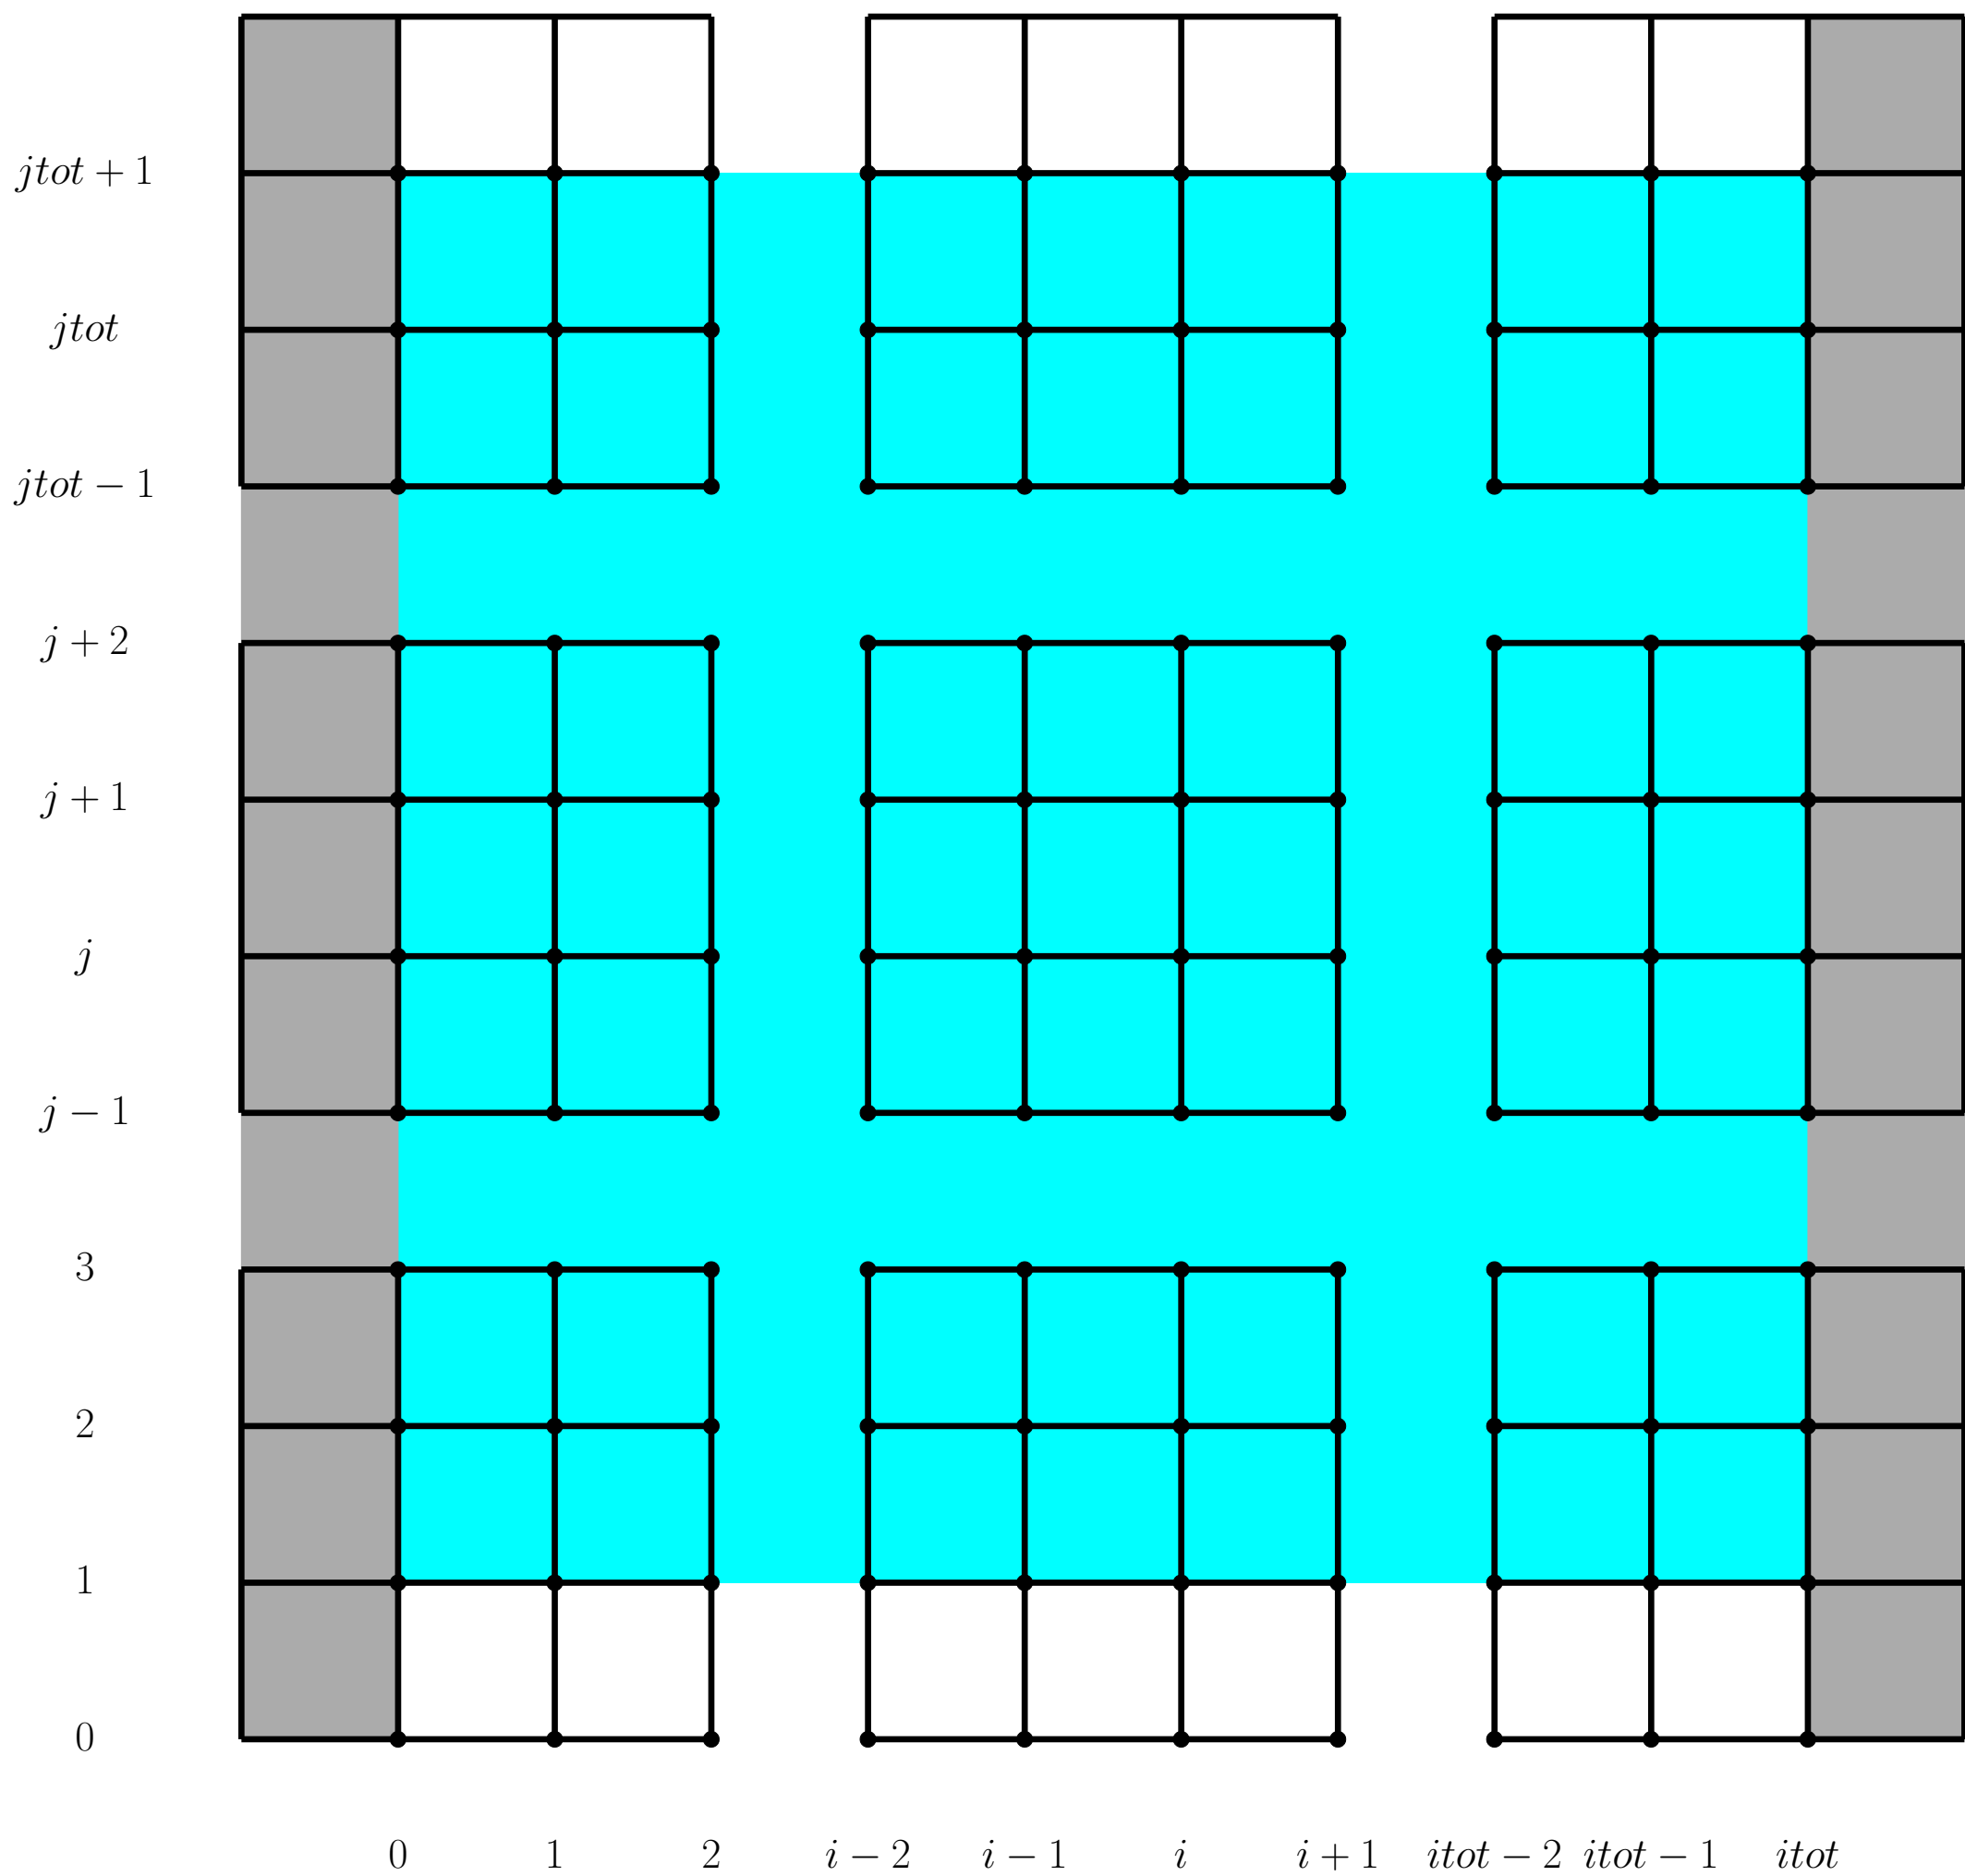 jtot + 1
jtot
jtot − 1
j + 2
j + 1
j
j − 1
3
2
1
0
0 1 2 i − 2 i − 1 i i + 1 itot − 2 itot − 1 itot